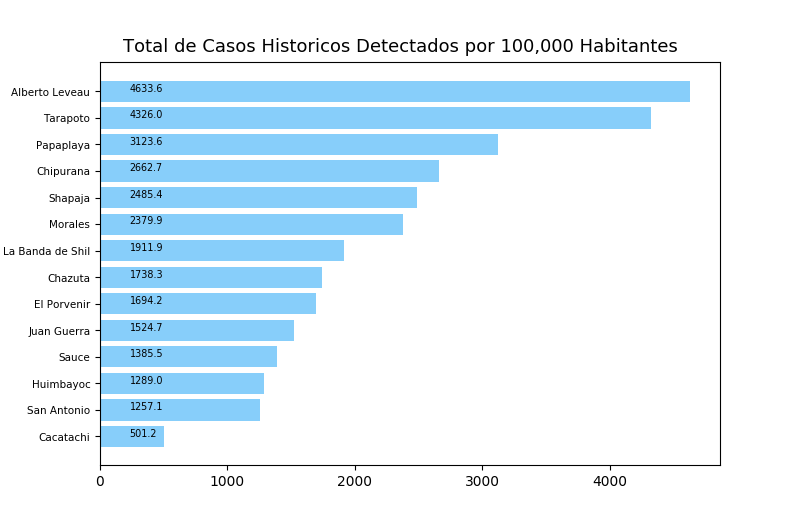 Total de Casos Historicos Detectados por 100,000 Habitantes
Alberto Leveau 4633.6
Tarapoto 4326.0
Papaplaya 3123.6
Chipurana 2662.7
Shapaja 2485.4
Morales 2379.9
La Banda de Shil 1911.9
Chazuta 1738.3
El Porvenir 1694.2
Juan Guerra 1524.7
Sauce 1385.5
Huimbayoc 1289.0
San Antonio 1257.1
Cacatachi 501.2
0 1000 2000 3000 4000